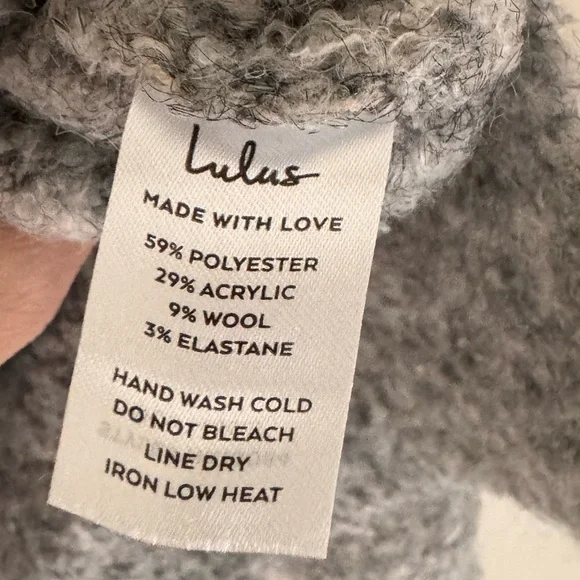 Lulus
MADE WITH LOVE
59% POLYESTER
29% ACRYLIC
9% WOOL
3% ELASTANE
HAND WASH COLD
DO NOT BLEACH
LINE DRY
IRON LOW HEAT